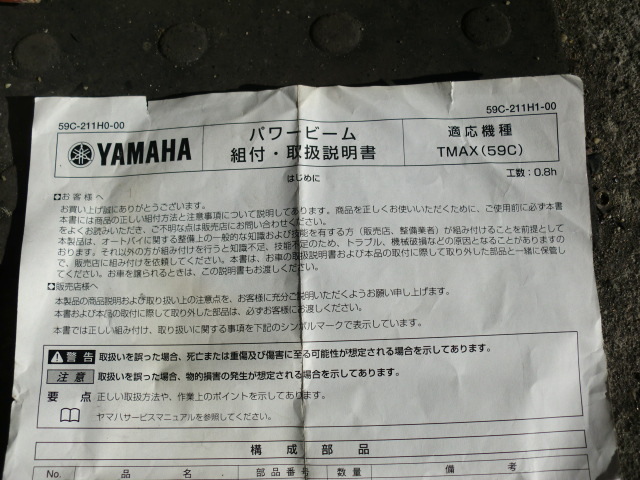 59C-211H0-00
59C-211H1-00
YAMAHA
パワービーム
組付・取扱説明書
適応機種
TMAX(59C)
はじめに
工数：0.8h
お客様へ
お買い上げ誠にありがとうございます。
本書には商品の正しい組付方法と注意事項について説明してあります。商品を正しくお使いいただくために、ご使用前に必ず本書
をよくお読みいただき、ご不明な点は販売店にお問い合わせください。
本製品は、オートバイに関する整備上の一般的な知識および技能を有する方（販売店、整備業者）が組み付けることを前提として
おります。それ以外の方が組み付けを行うと知識不足、技能不足のため、トラブル、機械破損などの原因となることがありますの
で、販売店に組み付けを依頼してください。本書は、お車の取扱説明書および本品の取付に際して取り外した部品と一緒に保管し
てください。お車を譲られるときは、この説明書もお渡しください。
販売店様へ
本製品の商品説明および取り扱い上の注意点を、お客様に充分ご説明いただくようお願い申し上げます。
本書および本品の取付に際して取り外した部品は、必ずお客様にお渡しください。
本書では正しい組み付け、取り扱いに関する事項を下記のシンボルマークで表示しています。
警告 取扱いを誤った場合、死亡または重傷及び傷害に至る可能性が想定される場合を示してあります。
注意 取扱いを誤った場合、物的損害の発生が想定される場合を示してあります。
要点 正しい取扱方法や、作業上のポイントを示してあります。
ヤマハサービスマニュアルを参照してください。
構成部品
No. 品名 部品番号 数量 備考